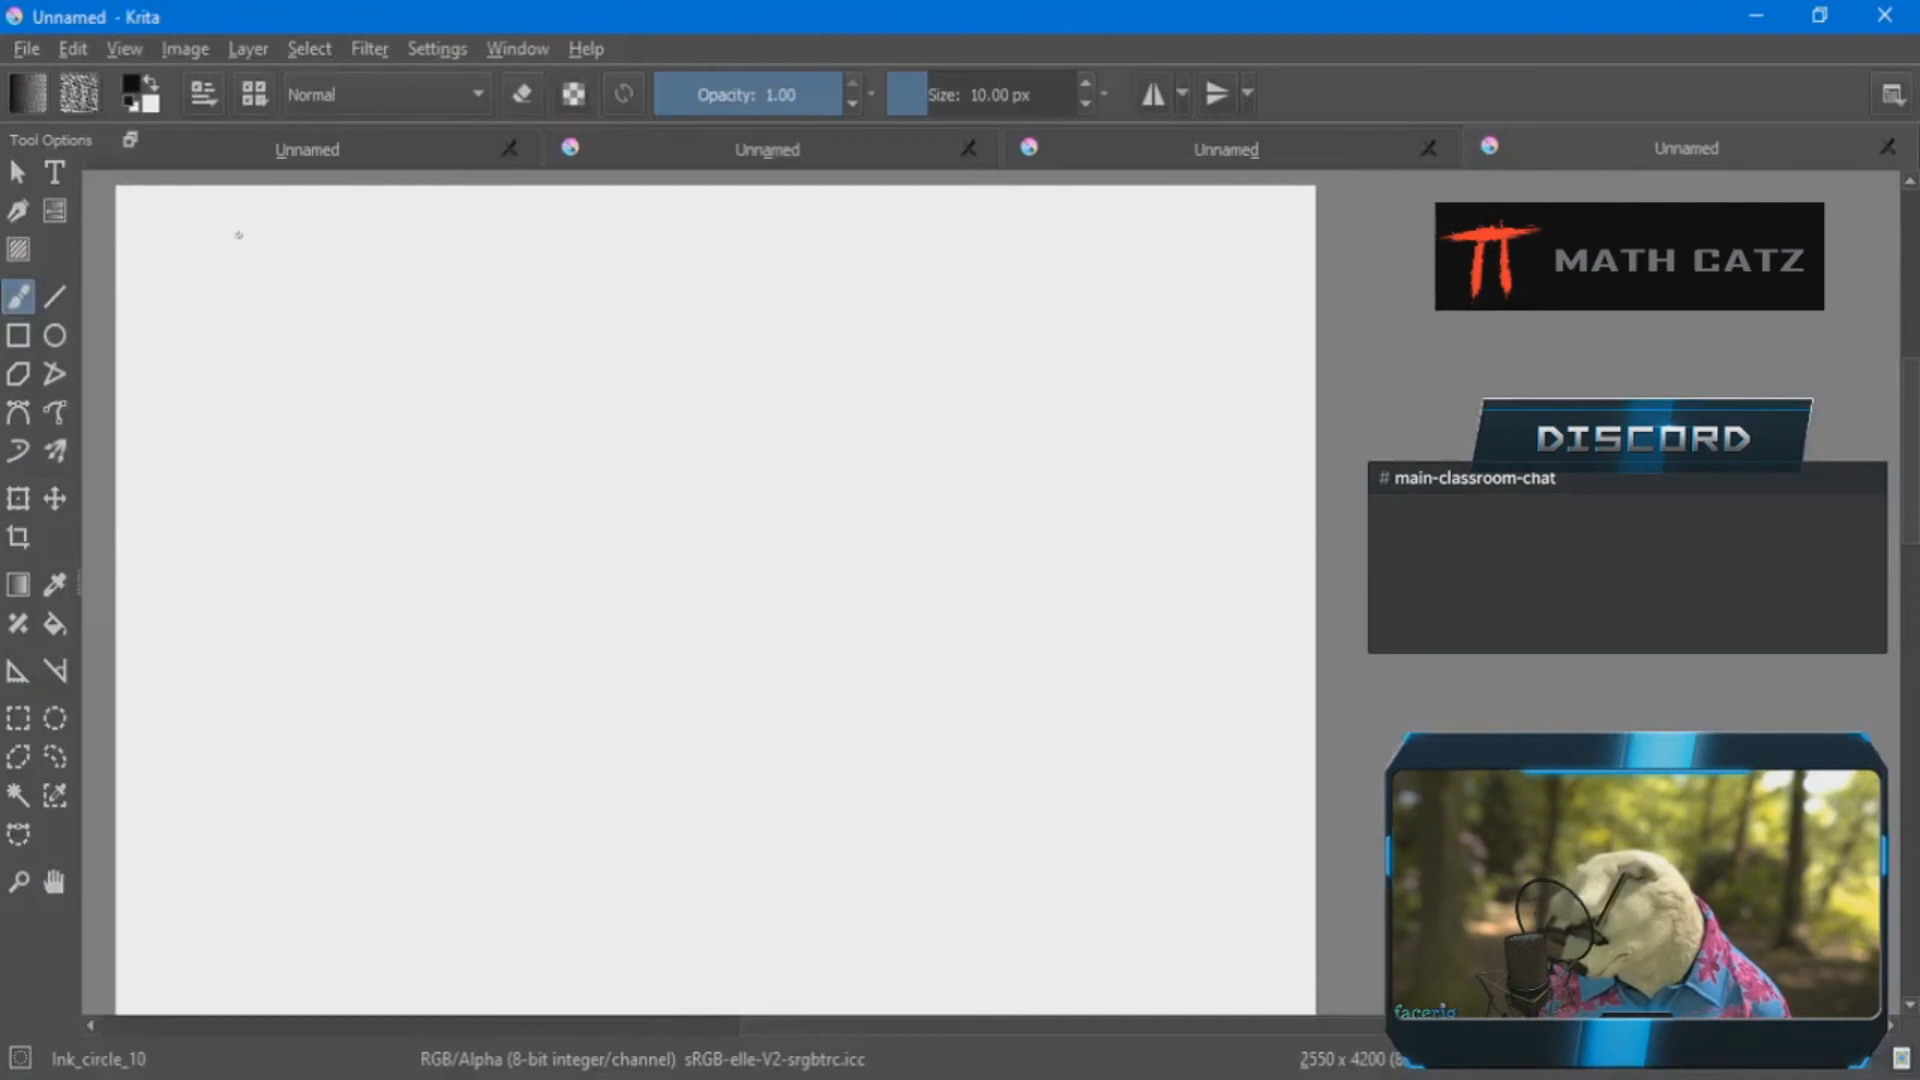 Unnamed - Krita
File Edit View Image Layer Select Filter Settings Window Help
Normal Opacity: 1.00 Size: 10.00 px
Tool Options Unnamed Unnamed Unnamed Unnamed
π MATH CATZ
DISCORD
# main-classroom-chat
facerig
Ink_circle_10 RGB/Alpha (8-bit integer/channel) sRGB-elle-V2-srgbtrc.icc 2550 x 4200